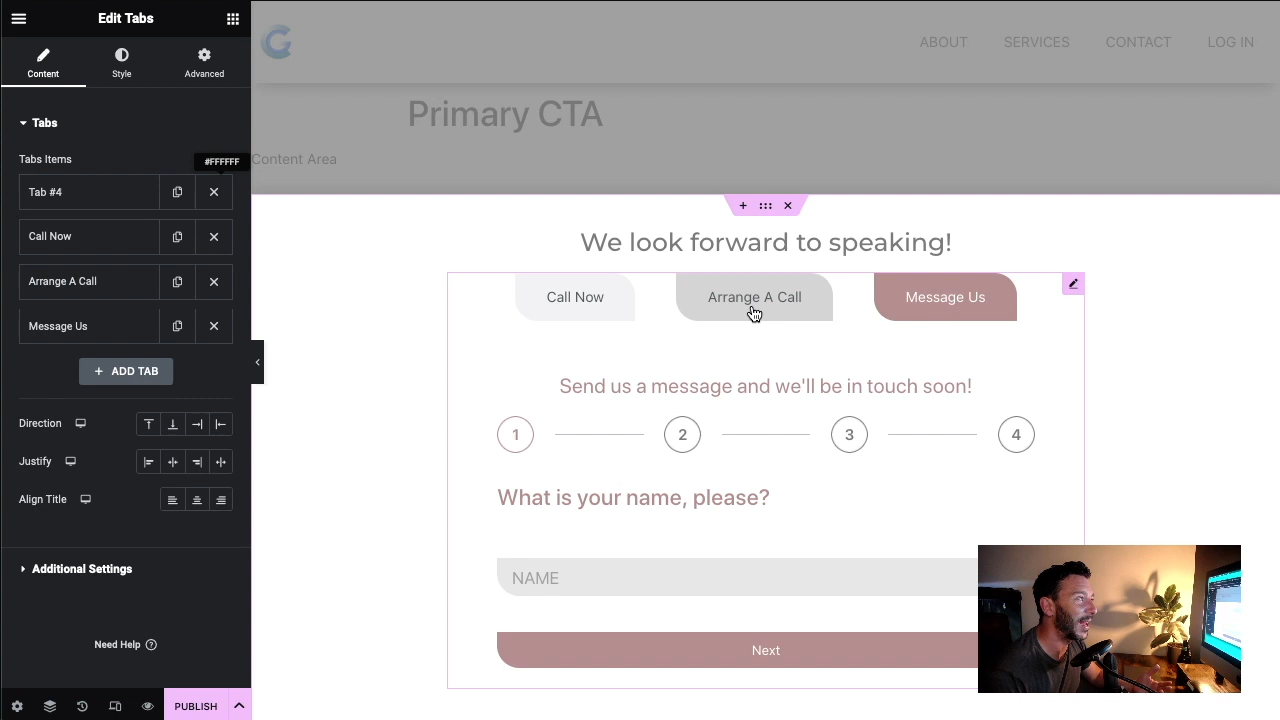 Edit Tabs
Content
Style
Advanced
Tabs
Tabs Items
#FFFFFF
Tab #4
Call Now
Arrange A Call
Message Us
+ ADD TAB
Direction
Justify
Align Title
Additional Settings
Need Help ?
PUBLISH
G
ABOUT
SERVICES
CONTACT
LOG IN
Primary CTA
Content Area
We look forward to speaking!
Call Now
Arrange A Call
Message Us
Send us a message and we'll be in touch soon!
1
2
3
4
What is your name, please?
NAME
Next